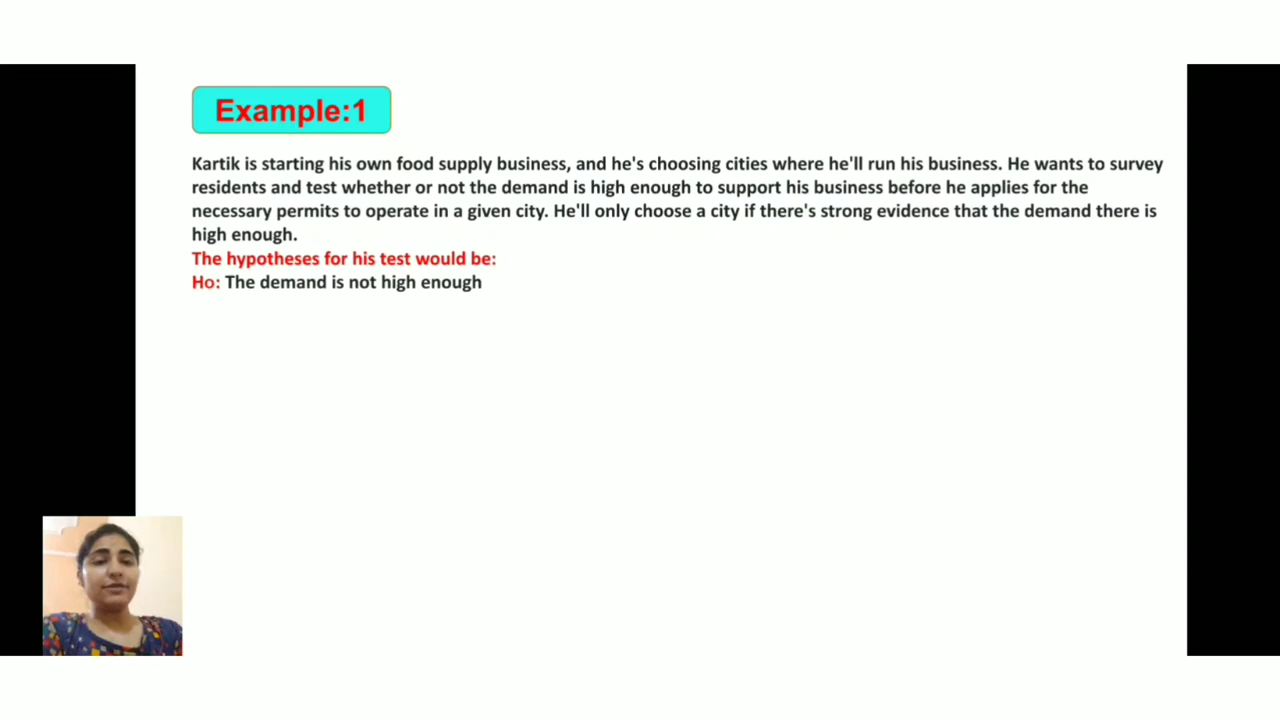 Example:1
Kartik is starting his own food supply business, and he's choosing cities where he'll run his business. He wants to survey
residents and test whether or not the demand is high enough to support his business before he applies for the
necessary permits to operate in a given city. He'll only choose a city if there's strong evidence that the demand there is
high enough.
The hypotheses for his test would be:
Ho: The demand is not high enough